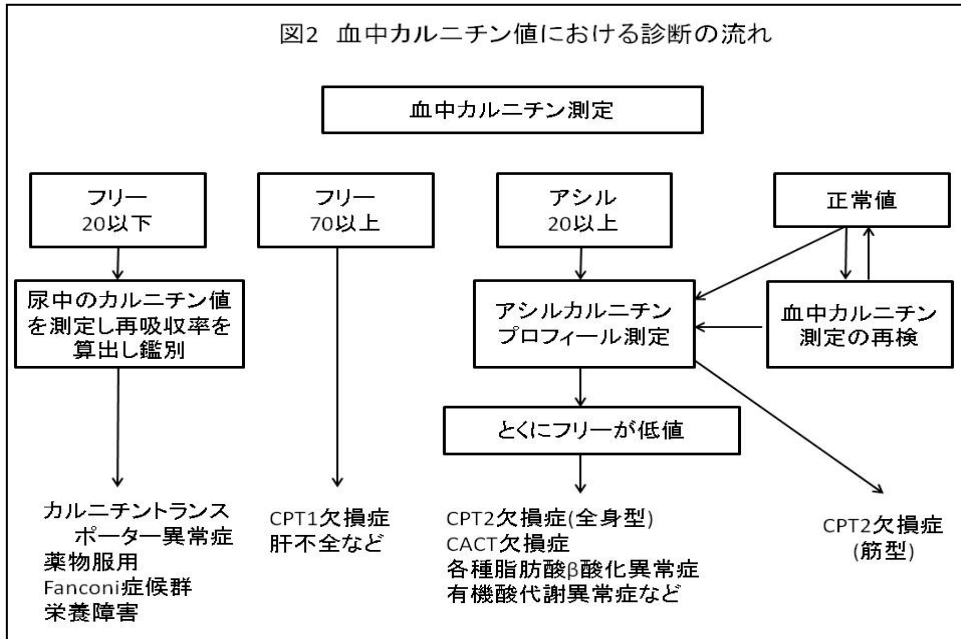 図2 血中カルニチン値における診断の流れ
血中カルニチン測定
フリー
20以下
フリー
70以上
アシル
20以上
正常値
尿中のカルニチン値
を測定し再吸収率を
算出し鑑別
アシルカルニチン
プロフィール測定
血中カルニチン
測定の再検
とくにフリーが低値
カルニチントランス
ポーター異常症
薬物服用
Fanconi症候群
栄養障害
CPT1欠損症
肝不全など
CPT2欠損症(全身型)
CACT欠損症
各種脂肪酸β酸化異常症
有機酸代謝異常症など
CPT2欠損症
(筋型)